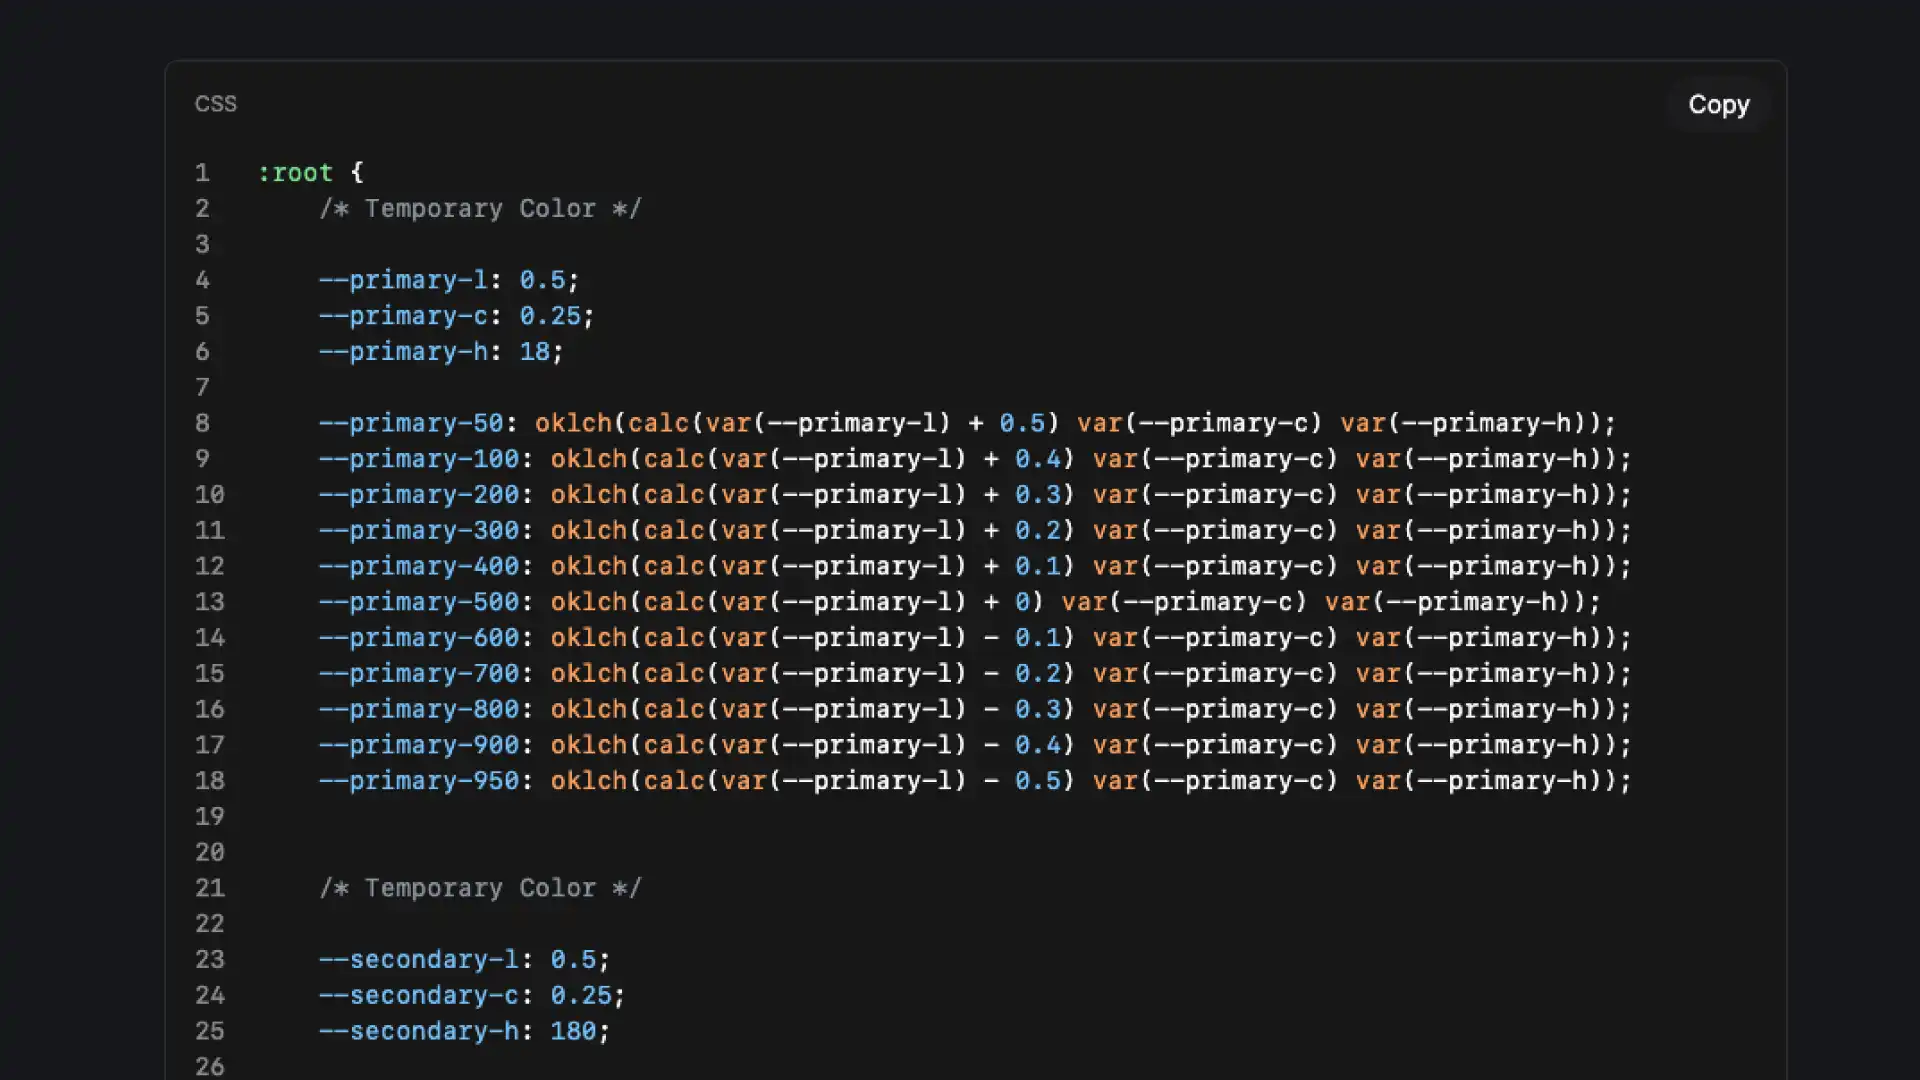 CSS
Copy
1 :root {
2 /* Temporary Color */
3
4 --primary-l: 0.5;
5 --primary-c: 0.25;
6 --primary-h: 18;
7
8 --primary-50: oklch(calc(var(--primary-l) + 0.5) var(--primary-c) var(--primary-h));
9 --primary-100: oklch(calc(var(--primary-l) + 0.4) var(--primary-c) var(--primary-h));
10 --primary-200: oklch(calc(var(--primary-l) + 0.3) var(--primary-c) var(--primary-h));
11 --primary-300: oklch(calc(var(--primary-l) + 0.2) var(--primary-c) var(--primary-h));
12 --primary-400: oklch(calc(var(--primary-l) + 0.1) var(--primary-c) var(--primary-h));
13 --primary-500: oklch(calc(var(--primary-l) + 0) var(--primary-c) var(--primary-h));
14 --primary-600: oklch(calc(var(--primary-l) - 0.1) var(--primary-c) var(--primary-h));
15 --primary-700: oklch(calc(var(--primary-l) - 0.2) var(--primary-c) var(--primary-h));
16 --primary-800: oklch(calc(var(--primary-l) - 0.3) var(--primary-c) var(--primary-h));
17 --primary-900: oklch(calc(var(--primary-l) - 0.4) var(--primary-c) var(--primary-h));
18 --primary-950: oklch(calc(var(--primary-l) - 0.5) var(--primary-c) var(--primary-h));
19
20
21 /* Temporary Color */
22
23 --secondary-l: 0.5;
24 --secondary-c: 0.25;
25 --secondary-h: 180;
26